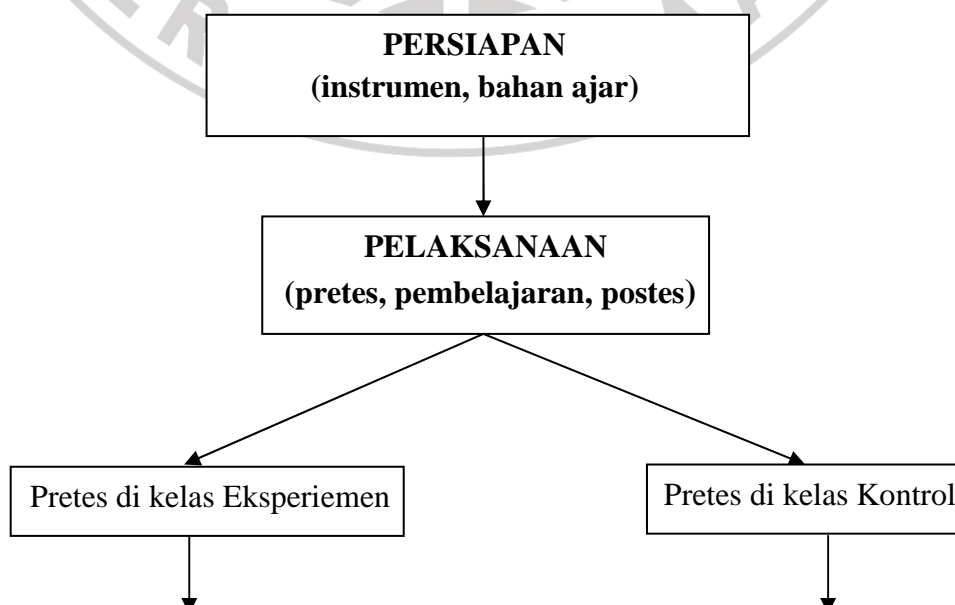 PERSIAPAN
(instrumen, bahan ajar)
PELAKSANAAN
(pretes, pembelajaran, postes)
Pretes di kelas Eksperiemen
Pretes di kelas Kontrol